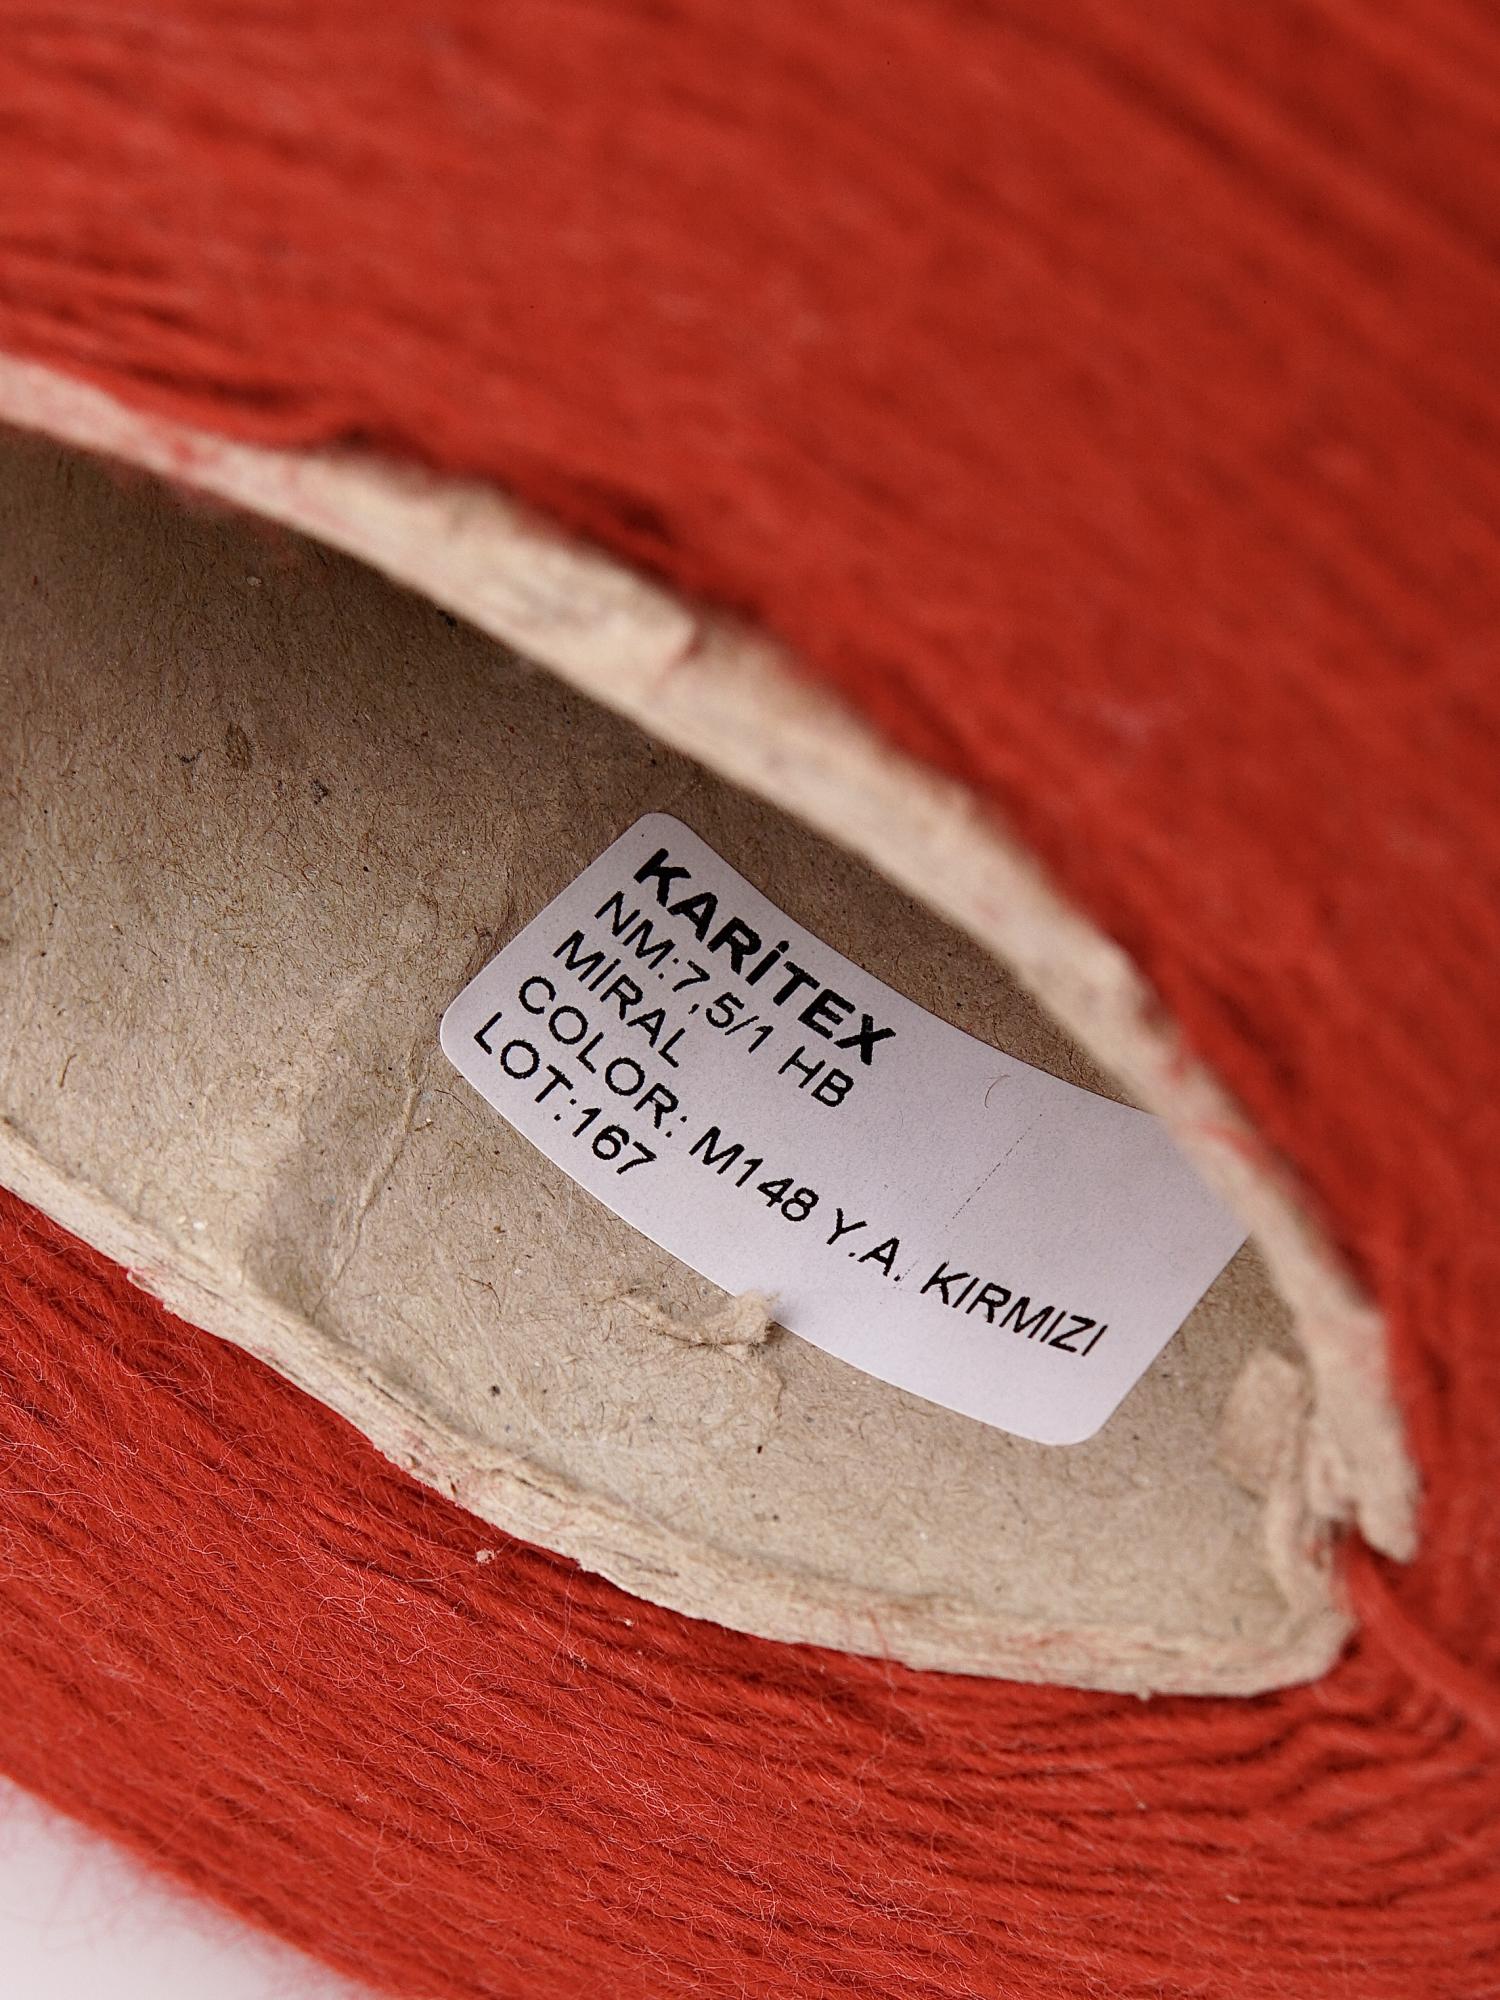 KARİTEX
NM:7,5/1 HB
MİRAL
COLOR: M148 Y.A. KIRMIZI
LOT:167